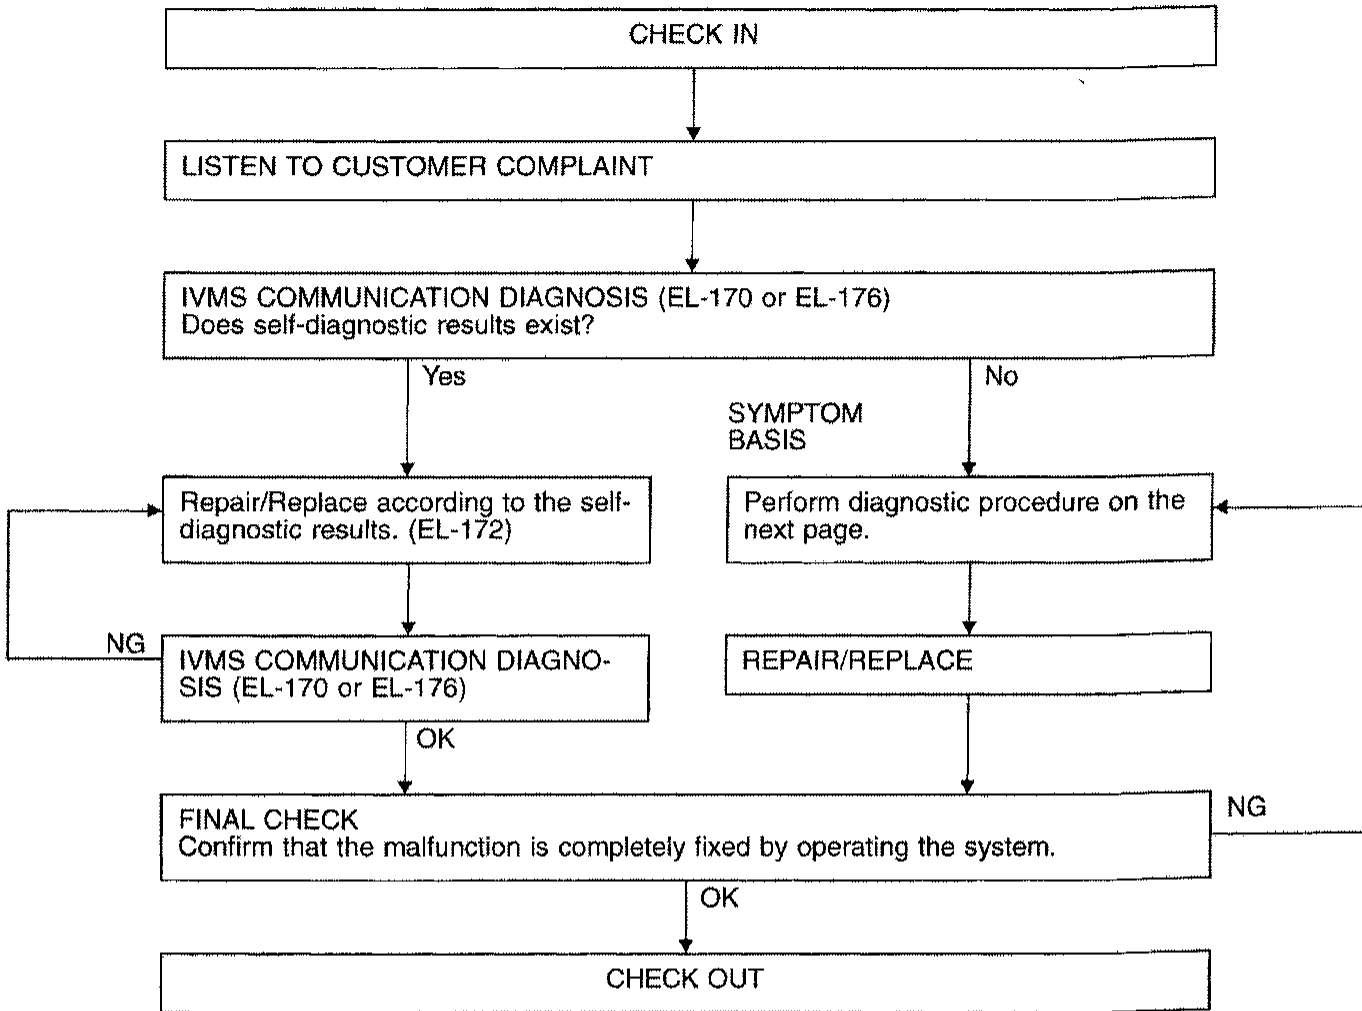 CHECK IN
LISTEN TO CUSTOMER COMPLAINT
IVMS COMMUNICATION DIAGNOSIS (EL-170 or EL-176)
Does self-diagnostic results exist?
Yes
No
SYMPTOM
BASIS
Repair/Replace according to the self-
diagnostic results. (EL-172)
Perform diagnostic procedure on the
next page.
NG
IVMS COMMUNICATION DIAGNO-
SIS (EL-170 or EL-176)
REPAIR/REPLACE
OK
FINAL CHECK
Confirm that the malfunction is completely fixed by operating the system.
NG
OK
CHECK OUT